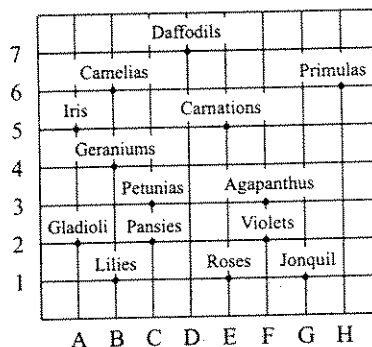 Daffodils
7
Camelias Primulas
6
Iris Carnations
5
Geraniums
4
Petunias Agapanthus
3
Gladioli Pansies Violets
2
Lilies Roses Jonquil
1
A B C D E F G H